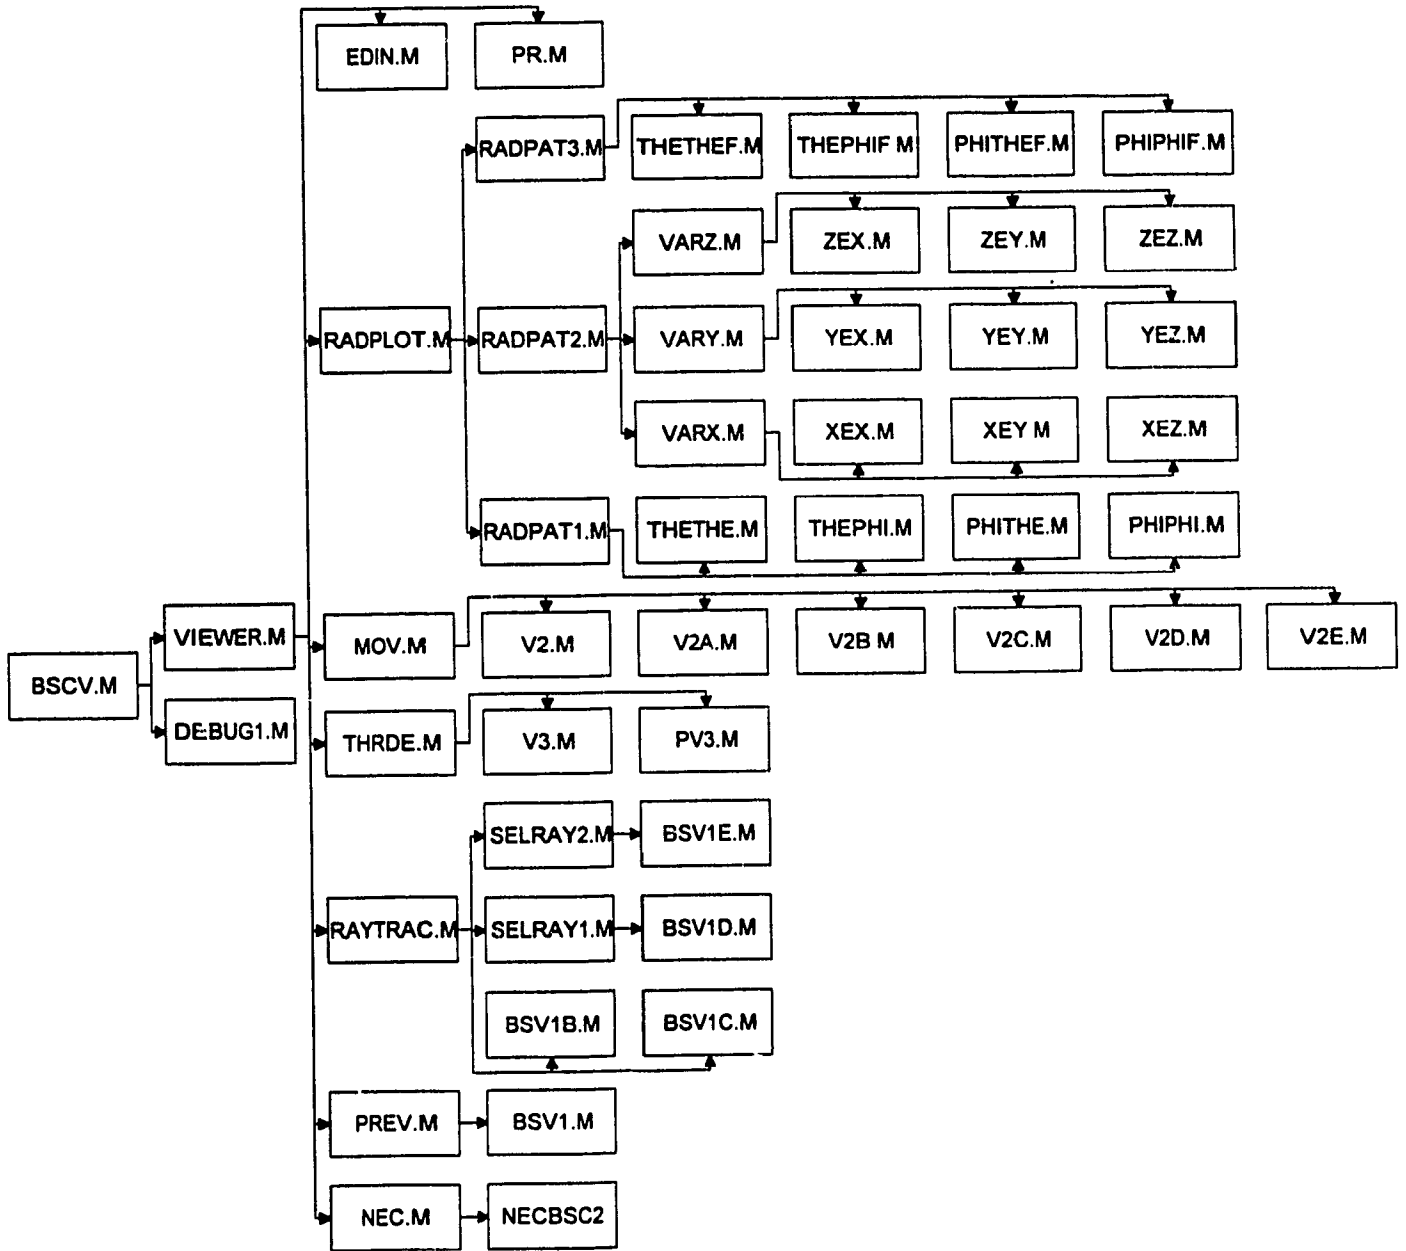 EDIN.M
PR.M
RADPAT3.M
THETHEF.M
THEPHIF M
PHITHEF.M
PHIPHIF.M
VARZ.M
ZEX.M
ZEY.M
ZEZ.M
RADPLOT.M
RADPAT2.M
VARY.M
YEX.M
YEY.M
YEZ.M
VARX.M
XEX.M
XEY M
XEZ.M
RADPAT1.M
THETHE.M
THEPHI.M
PHITHE.M
PHIPHI.M
VIEWER.M
MOV.M
V2.M
V2A.M
V2B M
V2C.M
V2D.M
V2E.M
BSCV.M
DEBUG1.M
THRDE.M
V3.M
PV3.M
SELRAY2.M
BSV1E.M
RAYTRAC.M
SELRAY1.M
BSV1D.M
BSV1B.M
BSV1C.M
PREV.M
BSV1.M
NEC.M
NECBSC2